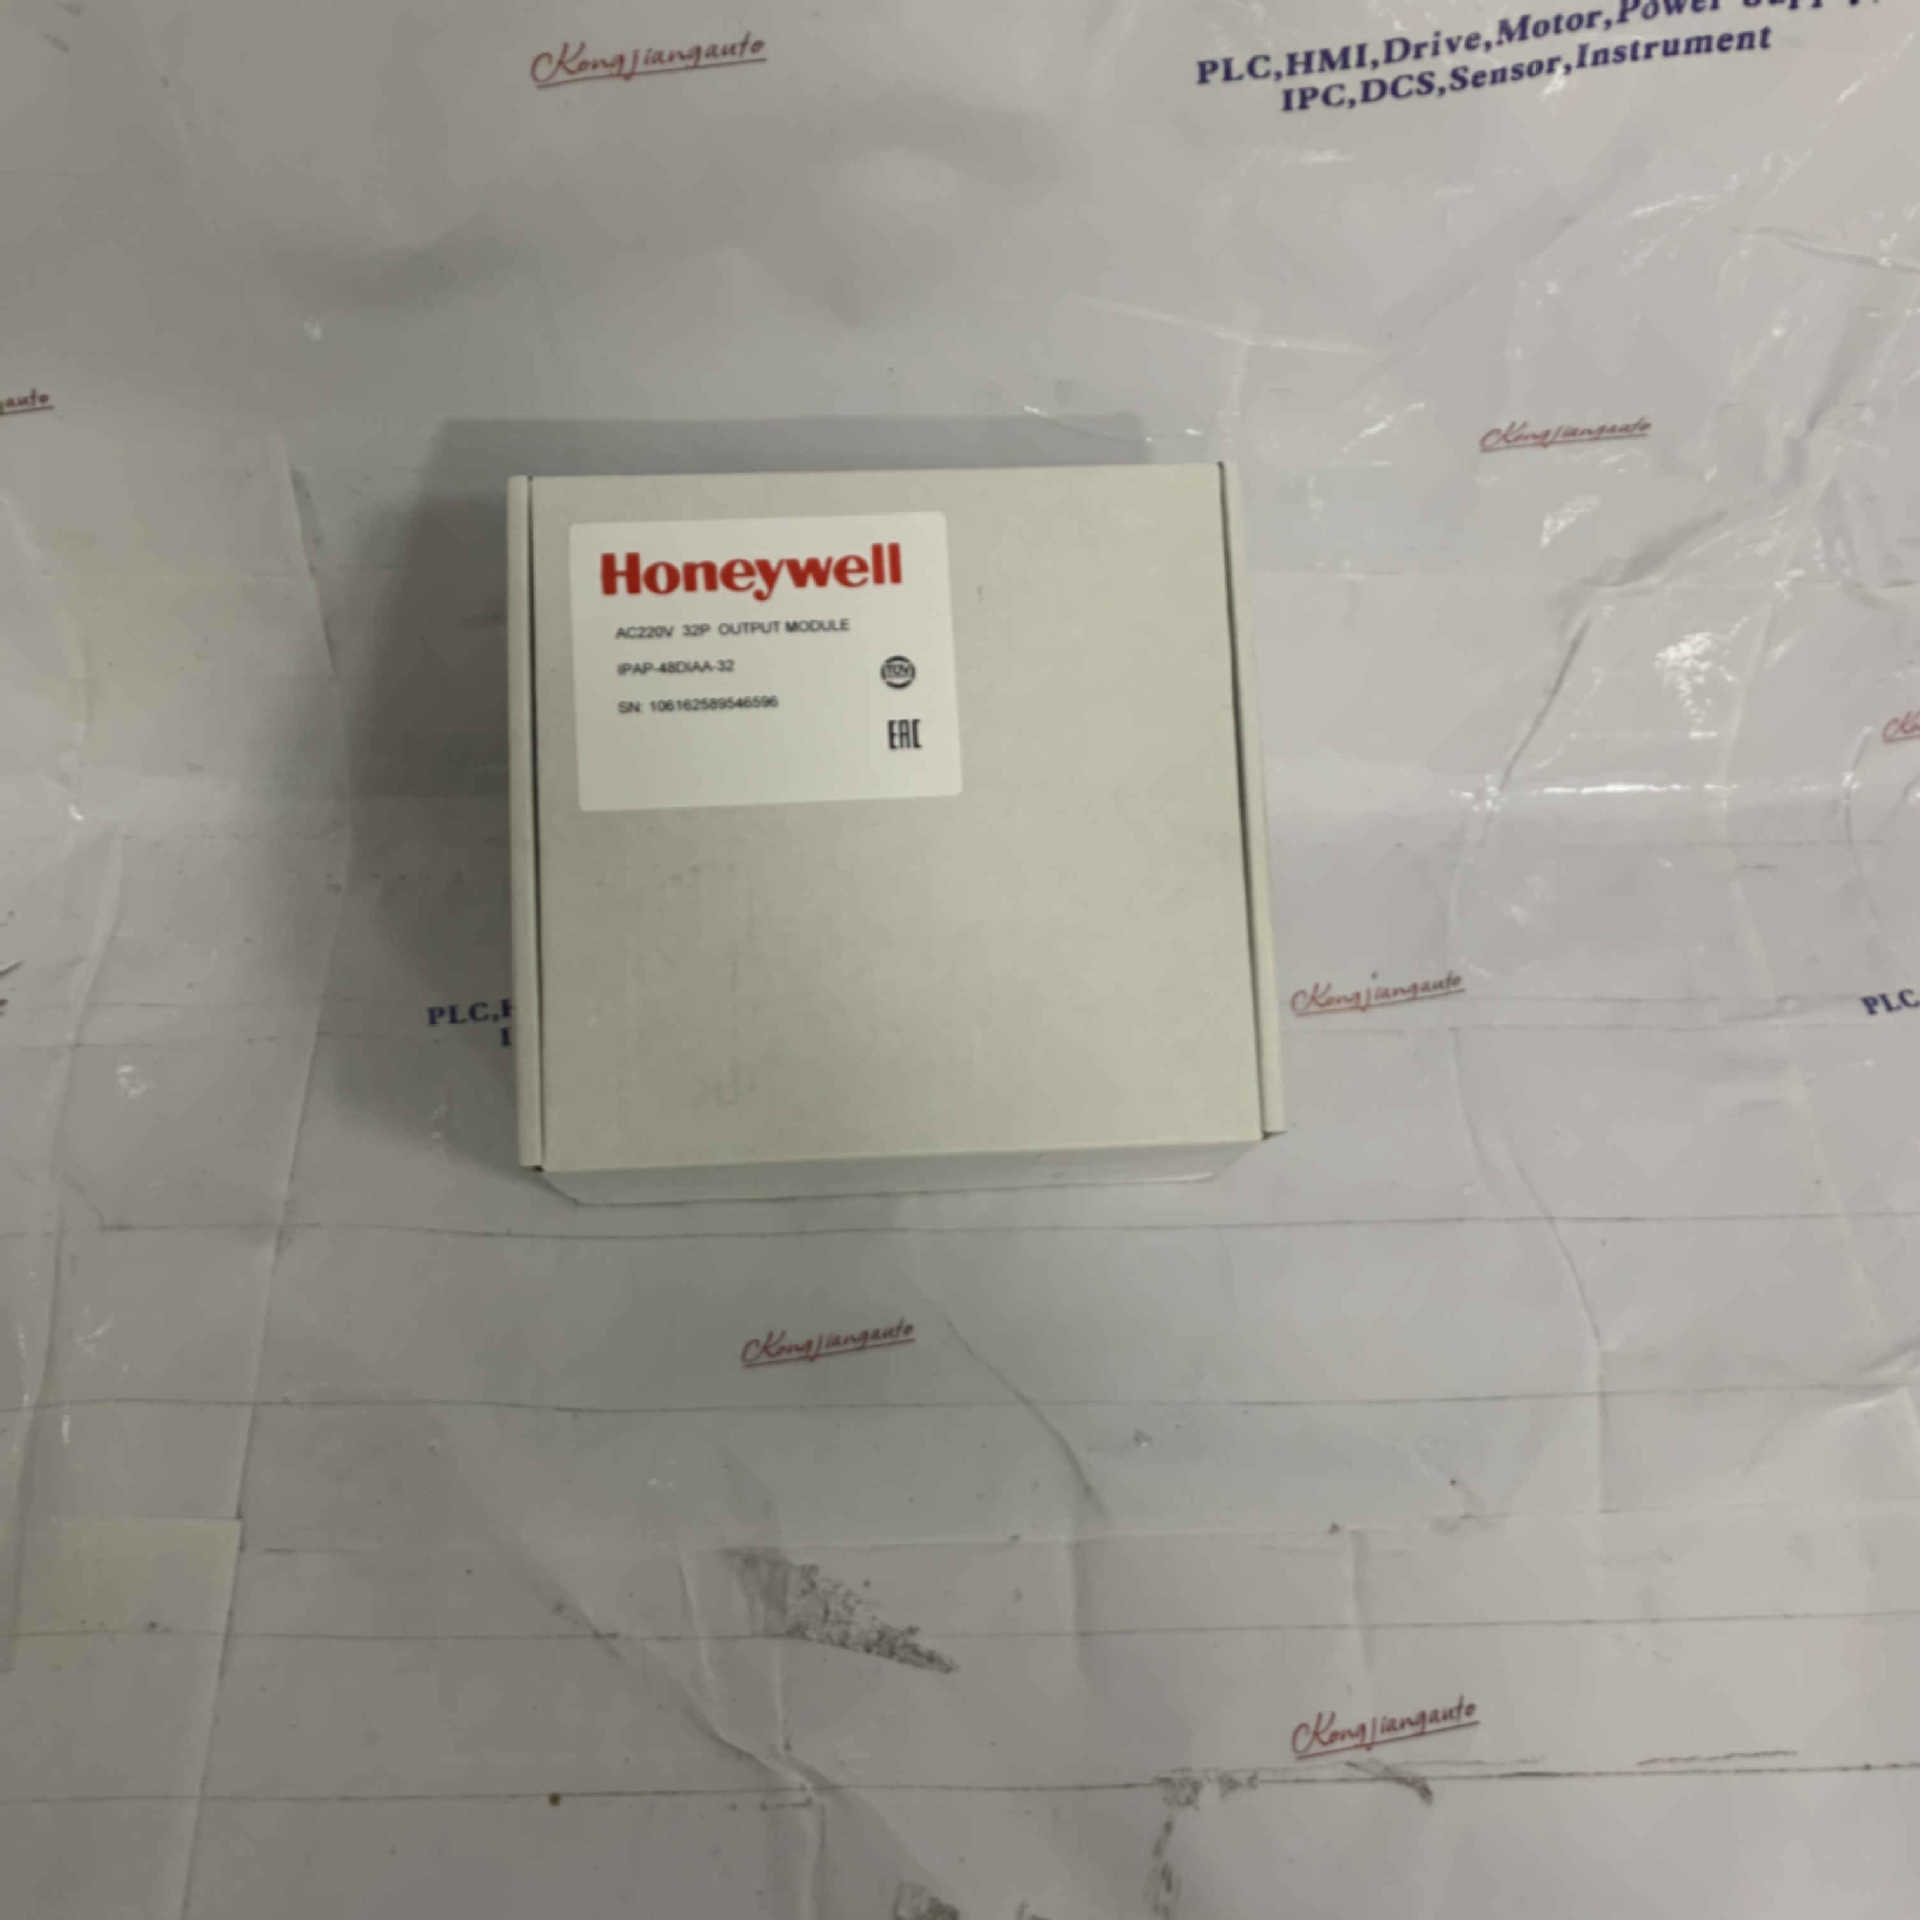 Kongjiangauto
PLC,HMI,Drive,Motor,Power
IPC,DCS,Sensor,Instrument
Kongjiangauto
Honeywell
AC220V 32P OUTPUT MODULE
IPAP-48DIAA-32
SN: 106162589546596
EAC
Kongjiangauto
PLC
Kongjiangauto
Kongjiangauto